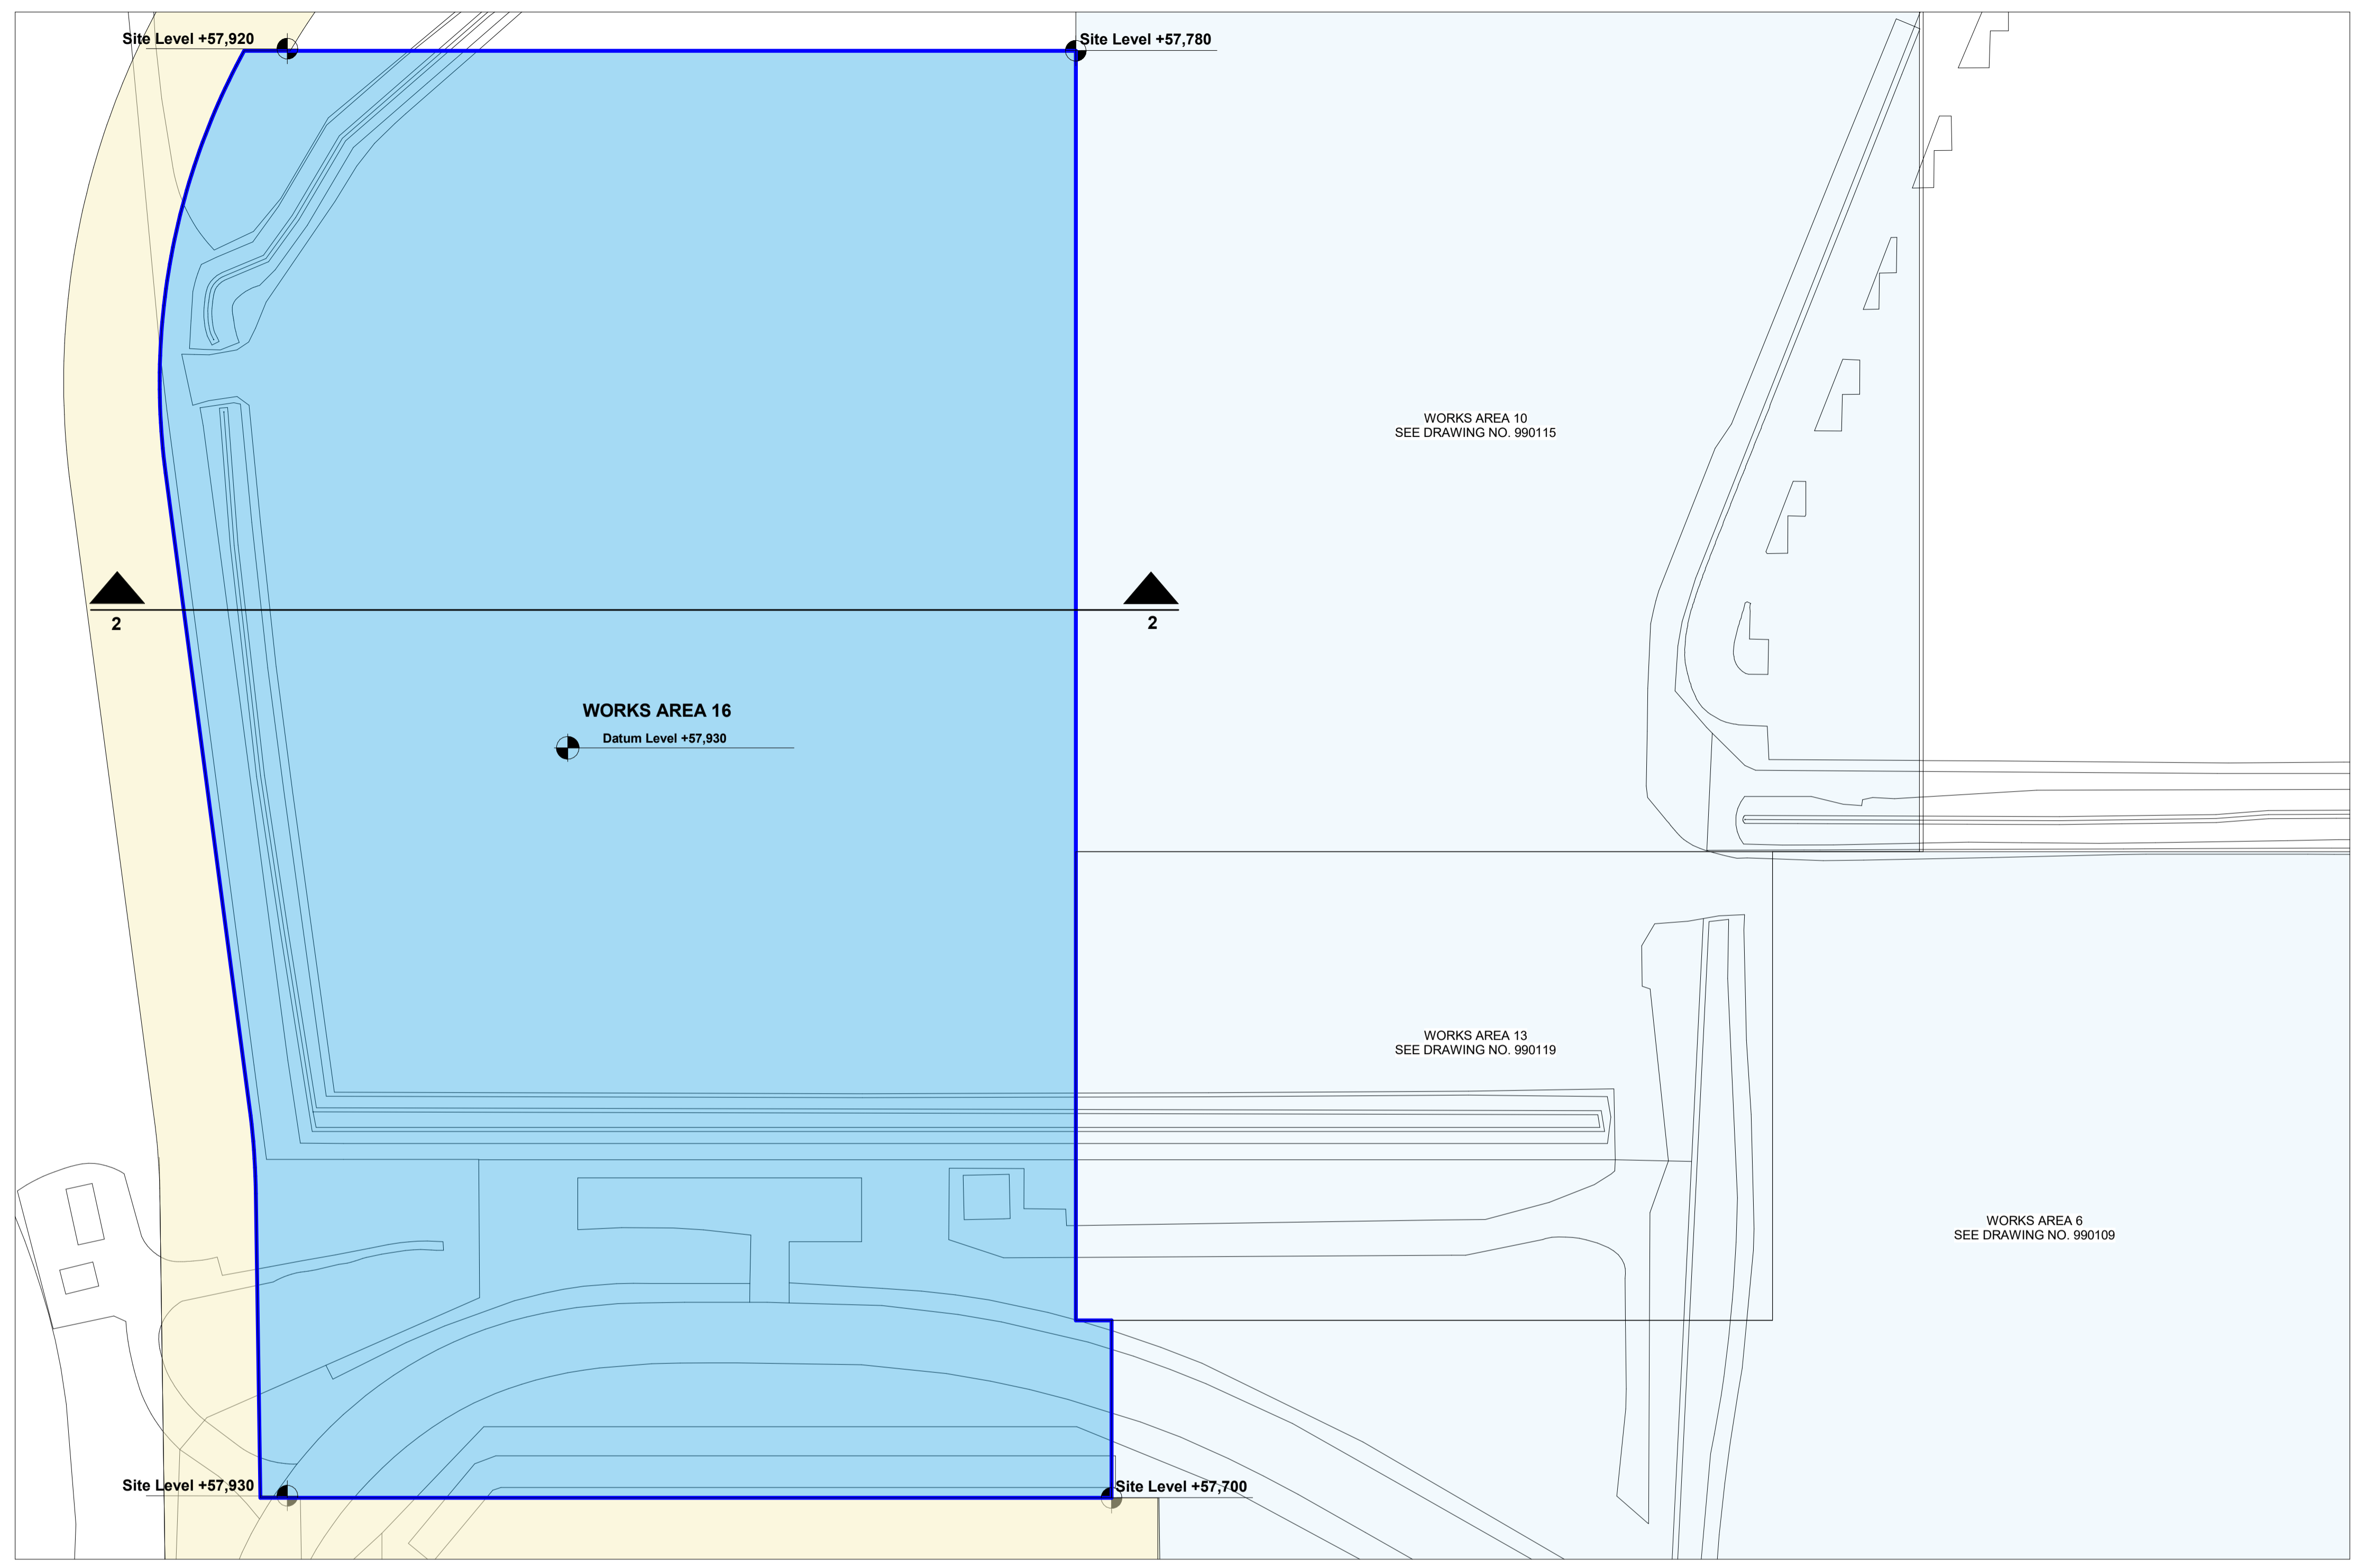 Site Level +57,920
Site Level +57,780
WORKS AREA 10
SEE DRAWING NO. 990115
2
2
WORKS AREA 16
Datum Level +57,930
WORKS AREA 13
SEE DRAWING NO. 990119
WORKS AREA 6
SEE DRAWING NO. 990109
Site Level +57,930
Site Level +57,700